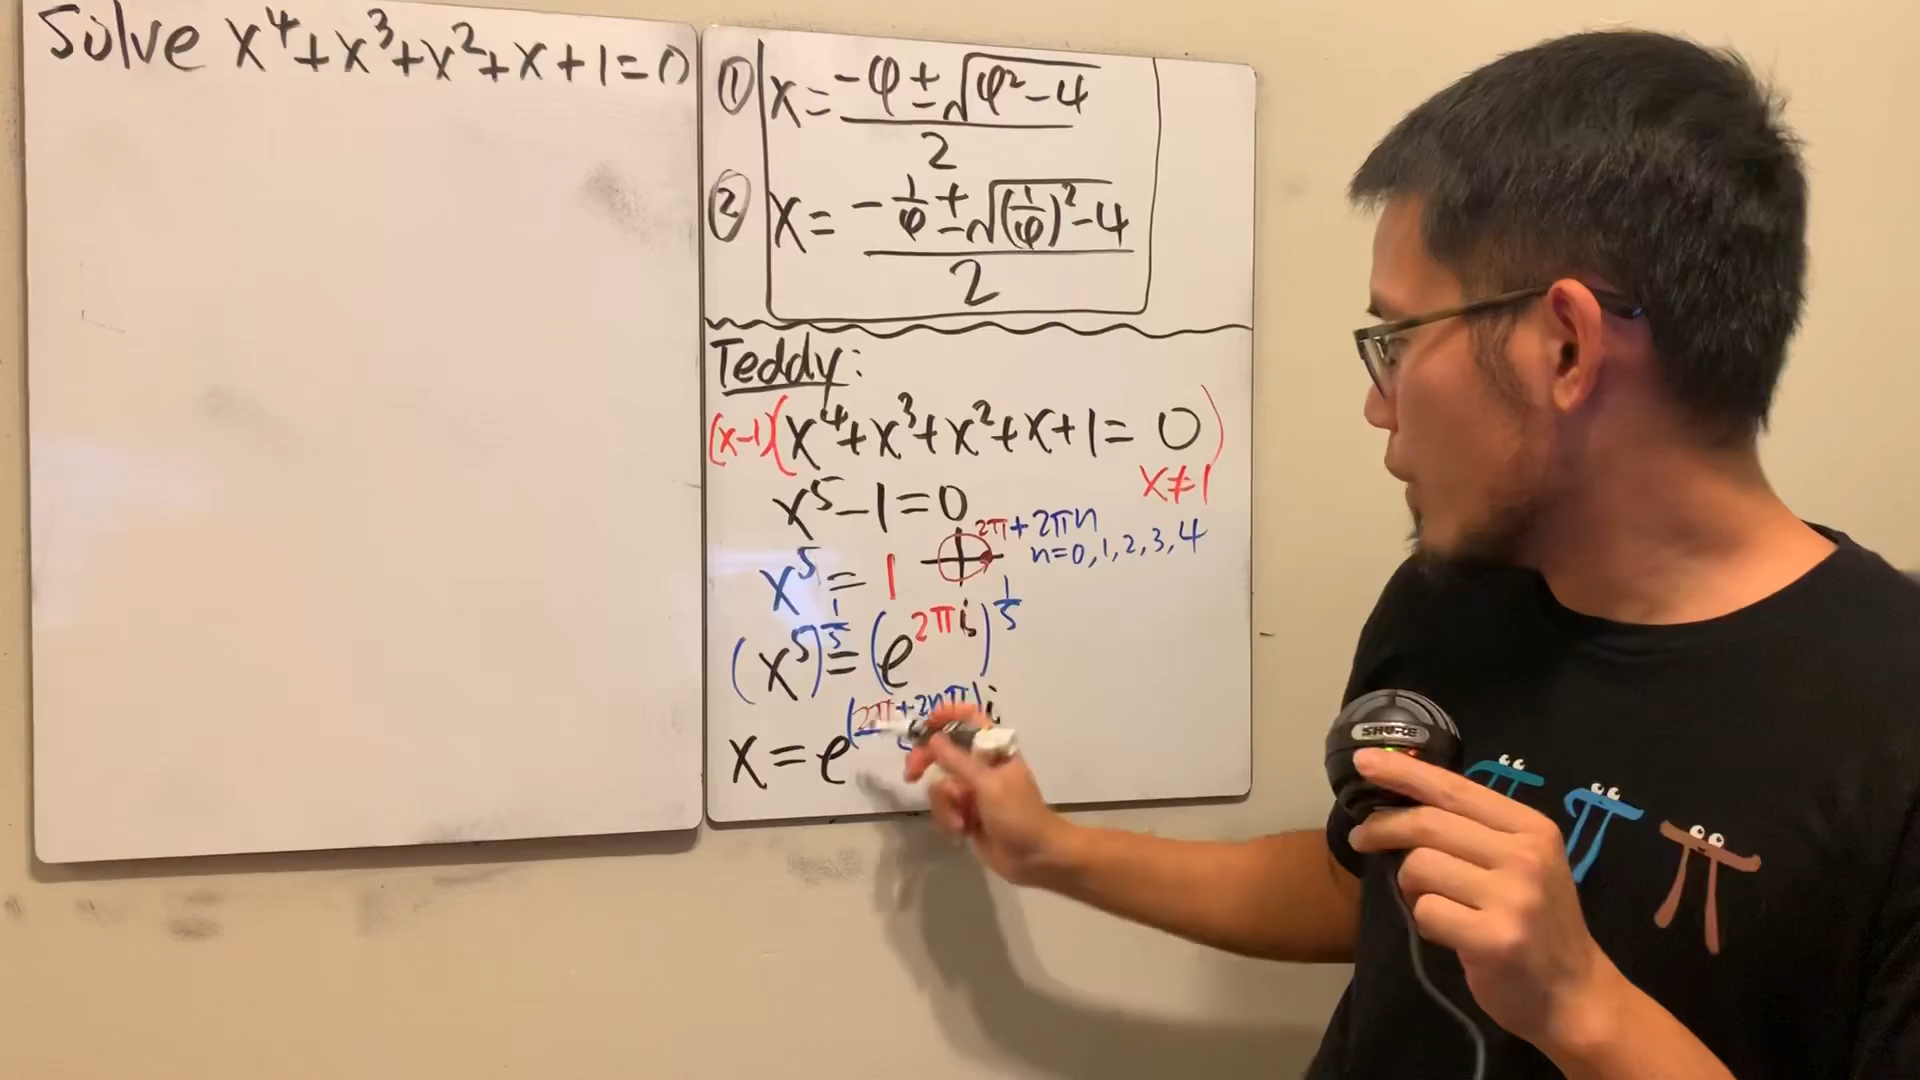 Solve x⁴+x³+x²+x+1=0
① x = (-φ ± √(φ²-4))/2
② x = (-1/φ ± √((1/φ)²-4))/2
Teddy:
(x-1)(x⁴+x³+x²+x+1= 0)
x≠1
x⁵-1=0
2π+2πn
n=0,1,2,3,4
x⁵ = 1
(x⁵)^(1/5) = (e^(2πi))^(1/5)
x = e^(2π+2nπ)i
SHURE